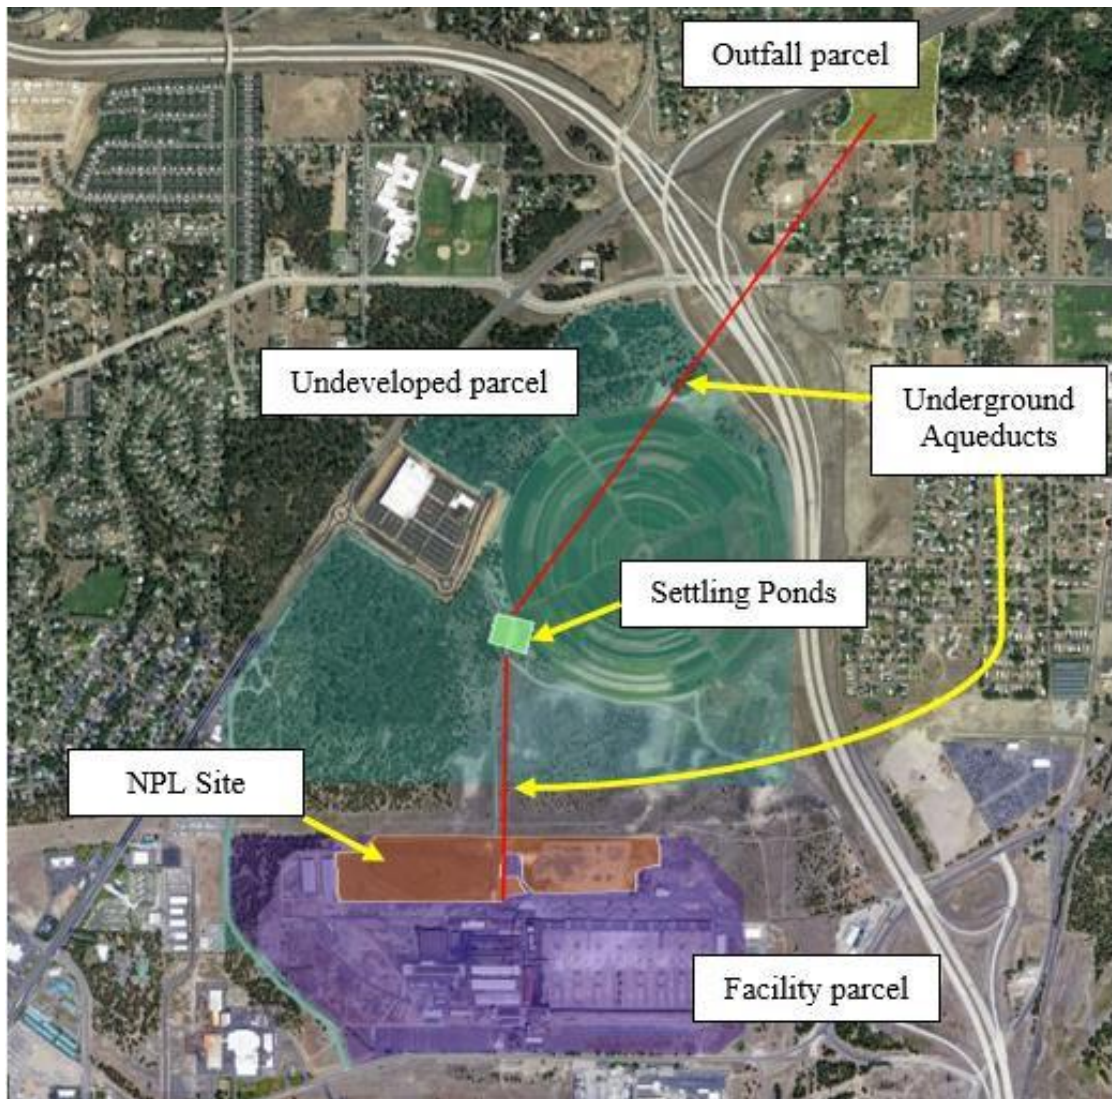 Outfall parcel
Undeveloped parcel
Underground
Aqueducts
Settling Ponds
NPL Site
Facility parcel